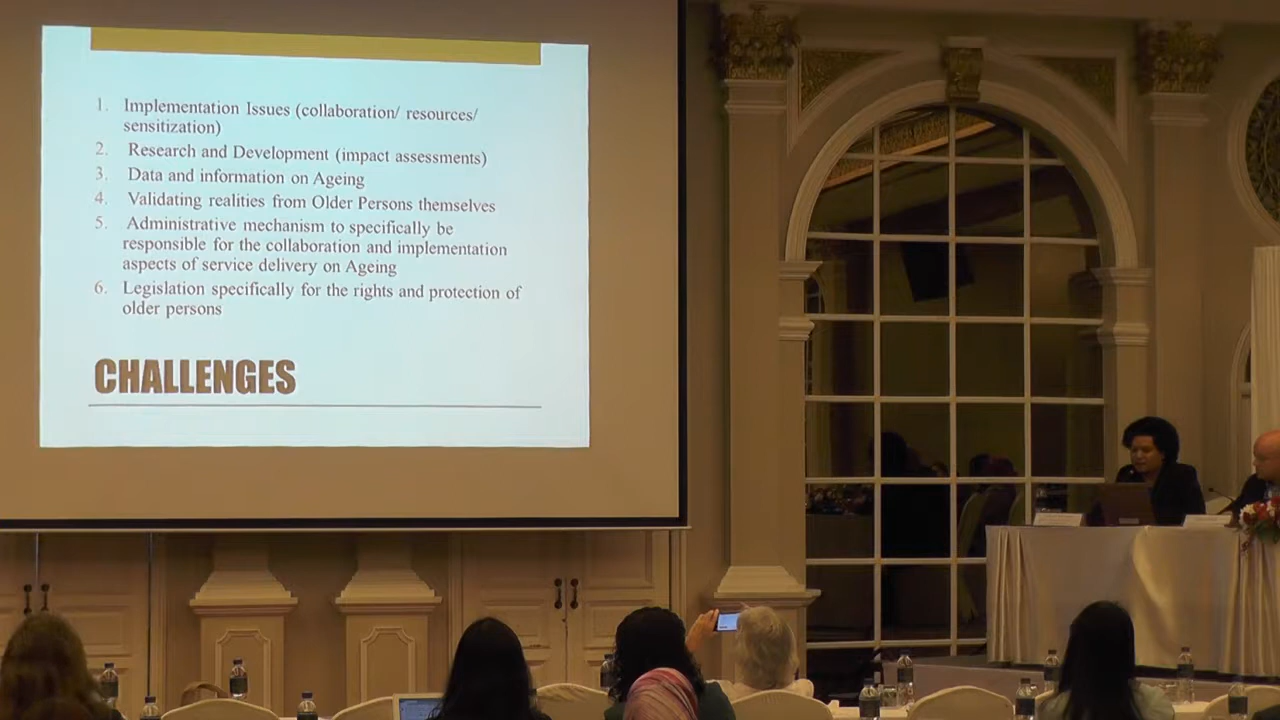 1. Implementation Issues (collaboration/ resources/
sensitization)
2. Research and Development (impact assessments)
3. Data and information on Ageing
4. Validating realities from Older Persons themselves
5. Administrative mechanism to specifically be
responsible for the collaboration and implementation
aspects of service delivery on Ageing
6. Legislation specifically for the rights and protection of
older persons
CHALLENGES